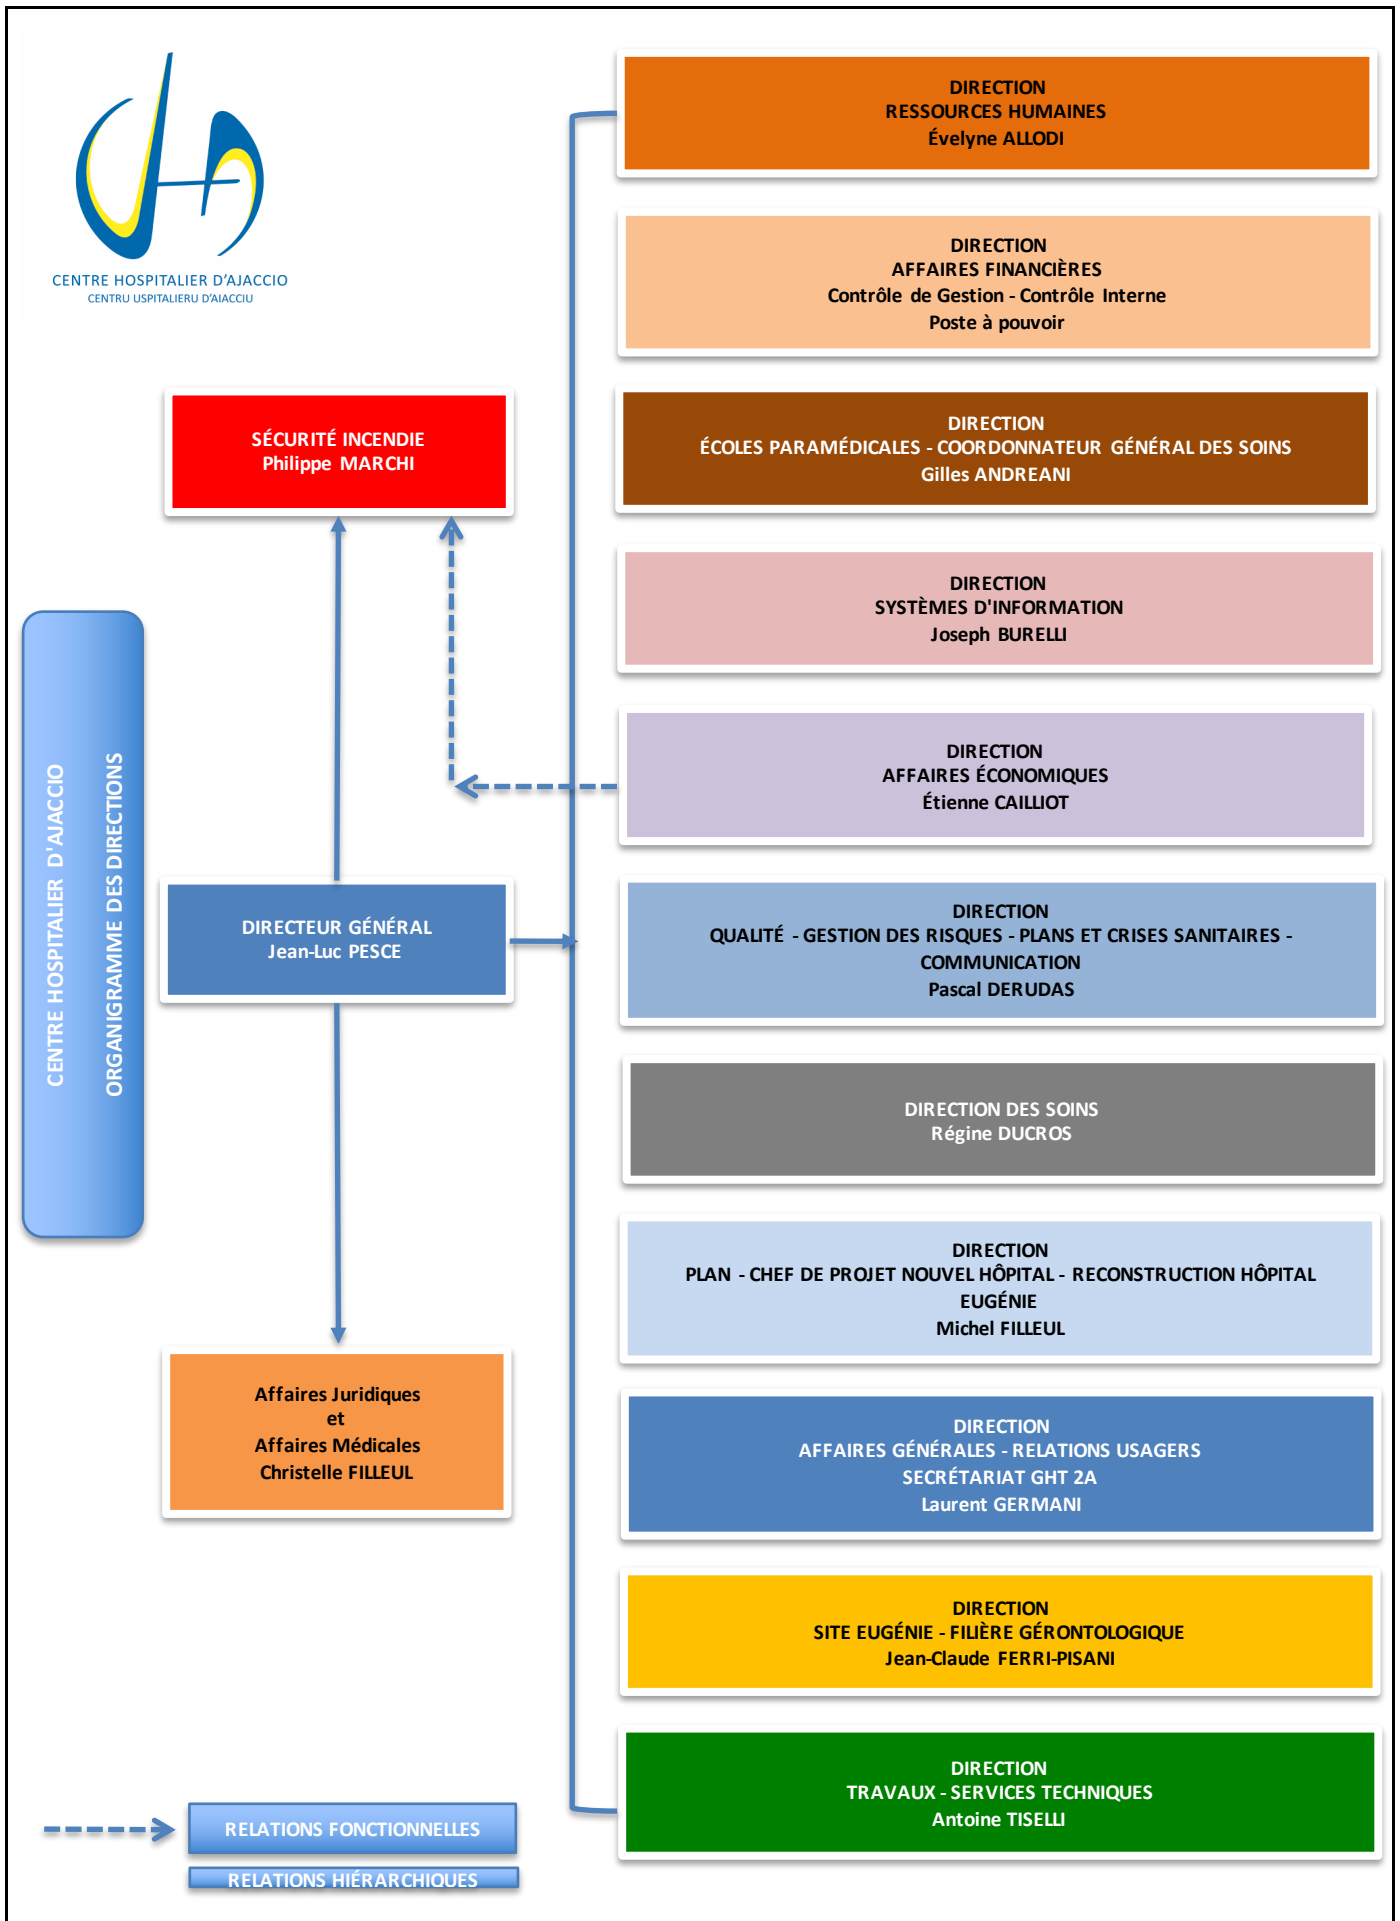 CENTRE HOSPITALIER D'AJACCIO
CENTRU USPITALIERU D'AIACCIU
CENTRE HOSPITALIER D'AJACCIO
ORGANIGRAMME DES DIRECTIONS
SÉCURITÉ INCENDIE
Philippe MARCHI
DIRECTEUR GÉNÉRAL
Jean-Luc PESCE
Affaires Juridiques
et
Affaires Médicales
Christelle FILLEUL
DIRECTION
RESSOURCES HUMAINES
Évelyne ALLODI
DIRECTION
AFFAIRES FINANCIÈRES
Contrôle de Gestion - Contrôle Interne
Poste à pouvoir
DIRECTION
ÉCOLES PARAMÉDICALES - COORDONNATEUR GÉNÉRAL DES SOINS
Gilles ANDREANI
DIRECTION
SYSTÈMES D'INFORMATION
Joseph BURELLI
DIRECTION
AFFAIRES ÉCONOMIQUES
Étienne CAILLIOT
DIRECTION
QUALITÉ - GESTION DES RISQUES - PLANS ET CRISES SANITAIRES -
COMMUNICATION
Pascal DERUDAS
DIRECTION DES SOINS
Régine DUCROS
DIRECTION
PLAN - CHEF DE PROJET NOUVEL HÔPITAL - RECONSTRUCTION HÔPITAL
EUGÉNIE
Michel FILLEUL
DIRECTION
AFFAIRES GÉNÉRALES - RELATIONS USAGERS
SECRÉTARIAT GHT 2A
Laurent GERMANI
DIRECTION
SITE EUGÉNIE - FILIÈRE GÉRONTOLOGIQUE
Jean-Claude FERRI-PISANI
DIRECTION
TRAVAUX - SERVICES TECHNIQUES
Antoine TISELLI
RELATIONS FONCTIONNELLES
RELATIONS HIÉRARCHIQUES